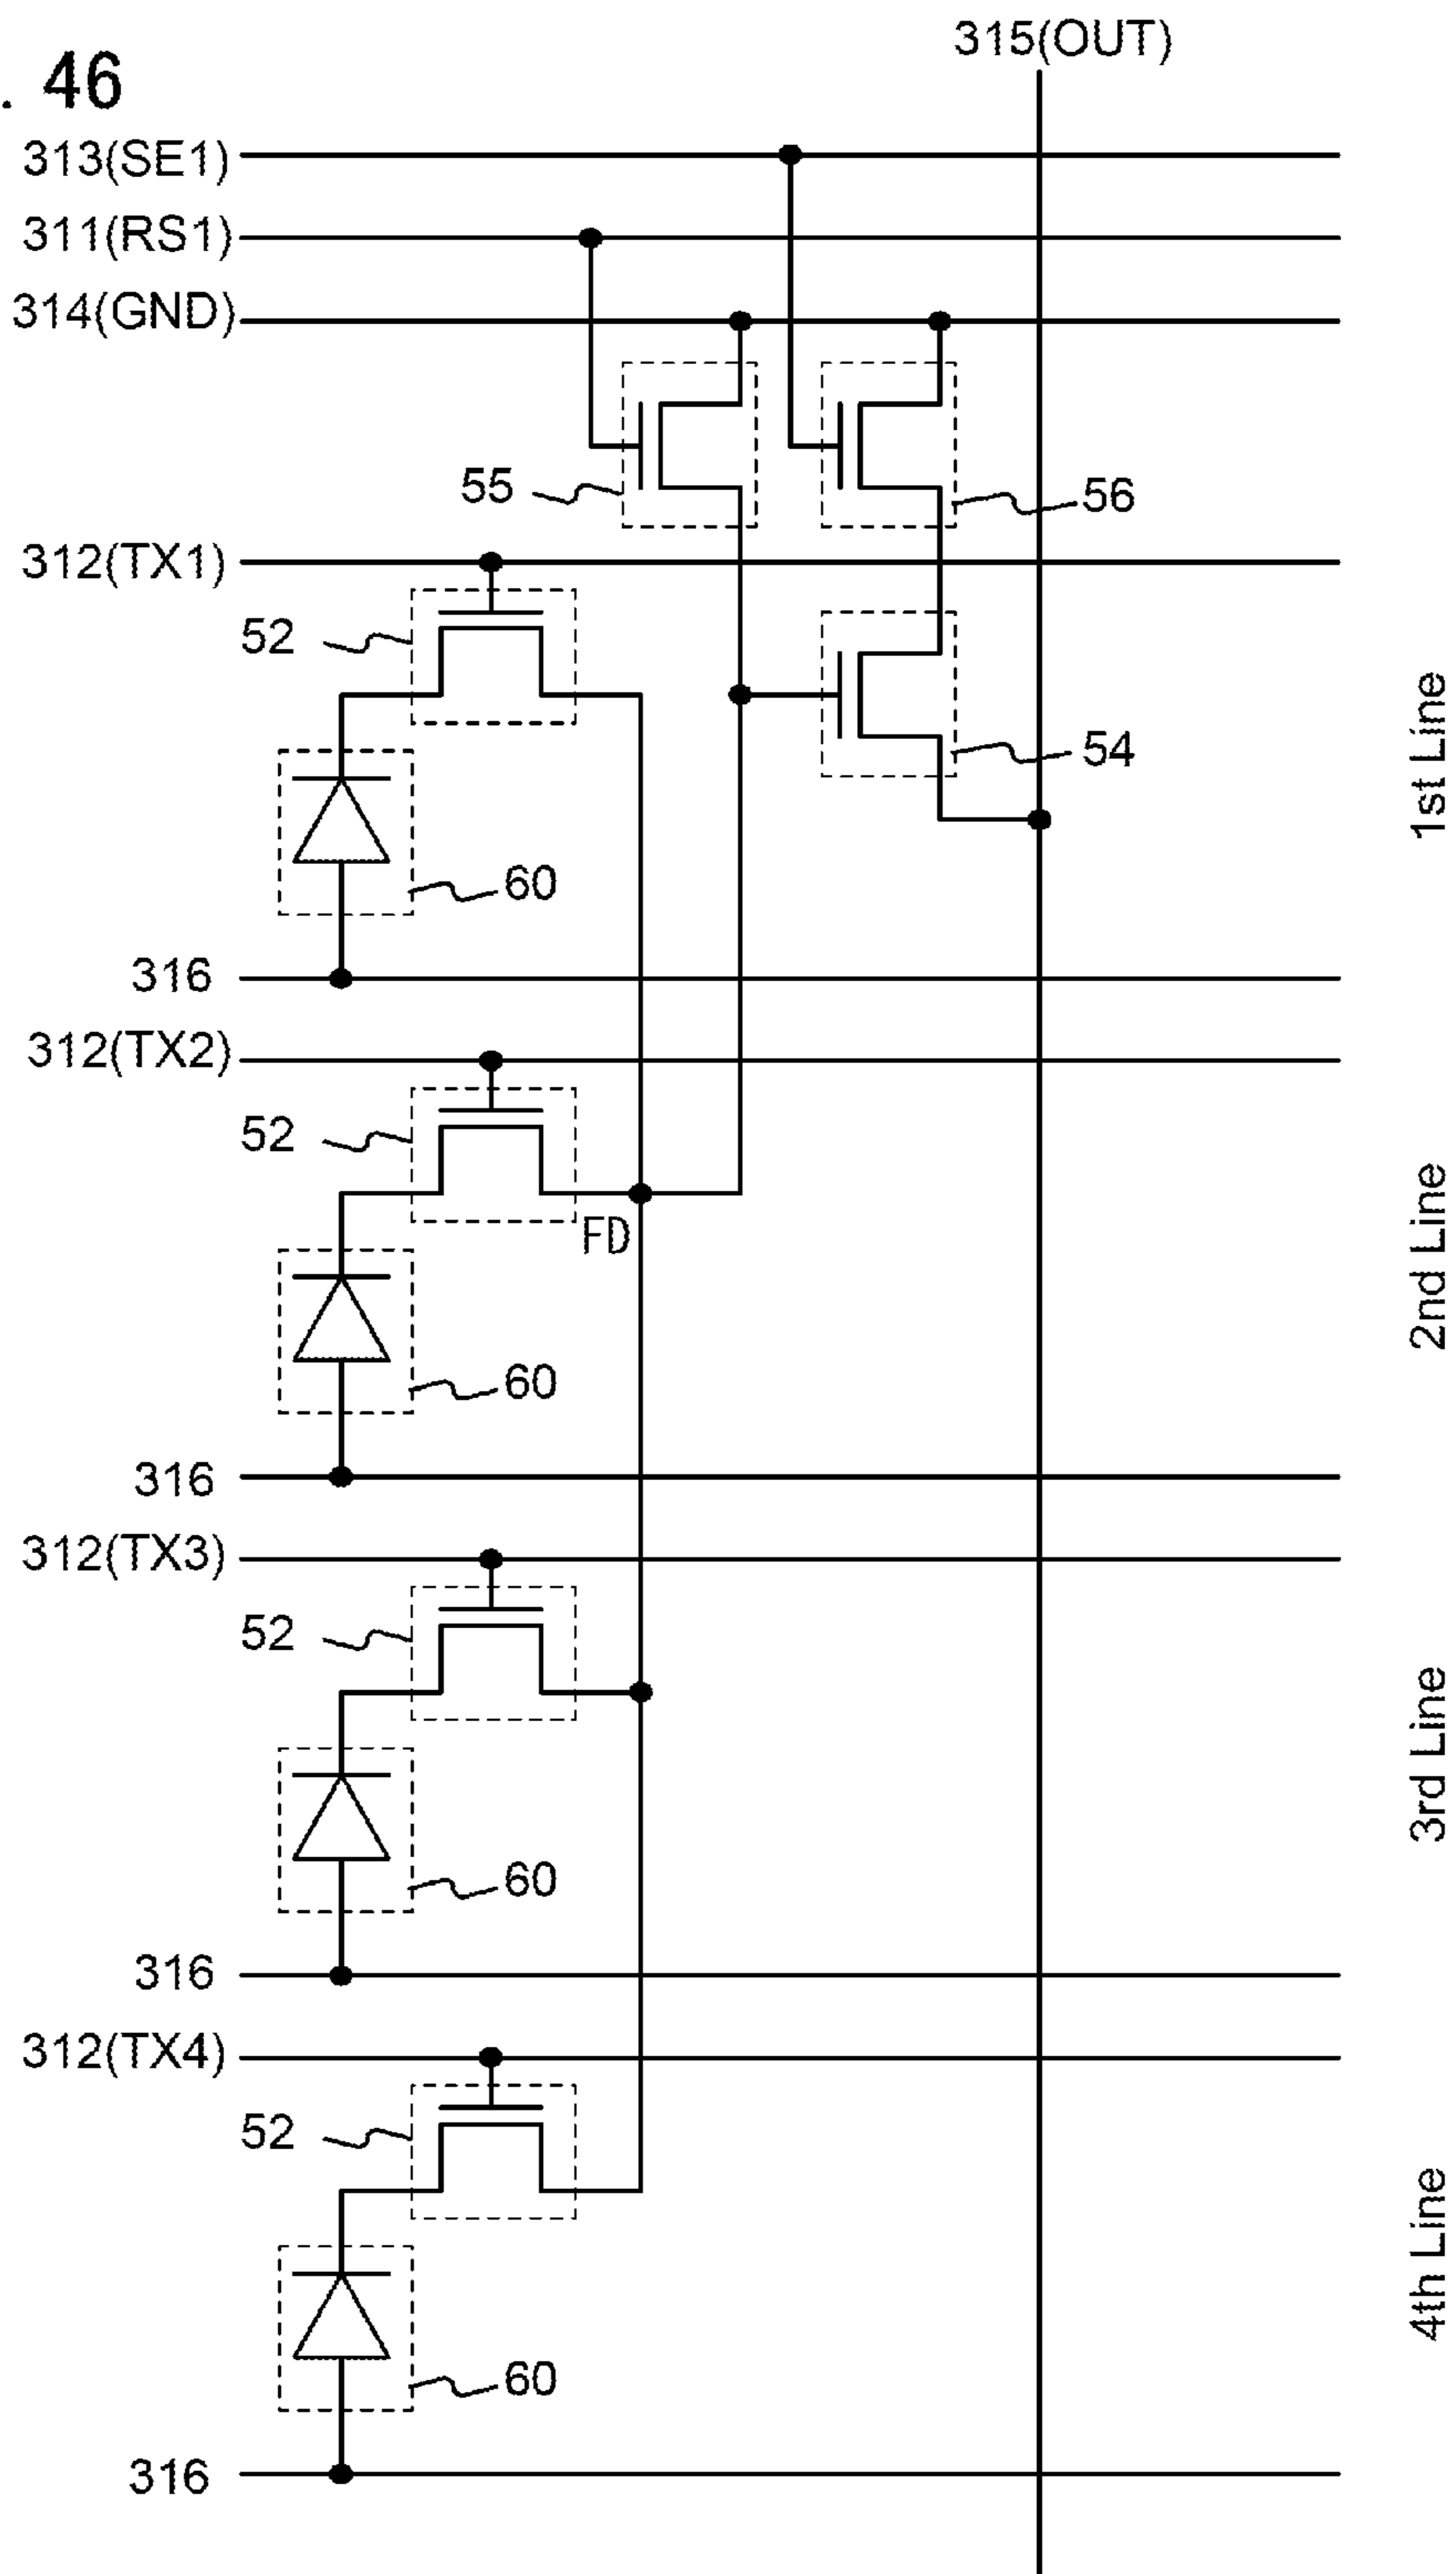 . 46
315(OUT)
313(SE1)
311(RS1)
314(GND)
55
56
312(TX1)
52
54
1st Line
60
316
312(TX2)
52
FD
2nd Line
60
316
312(TX3)
52
3rd Line
60
316
312(TX4)
52
4th Line
60
316